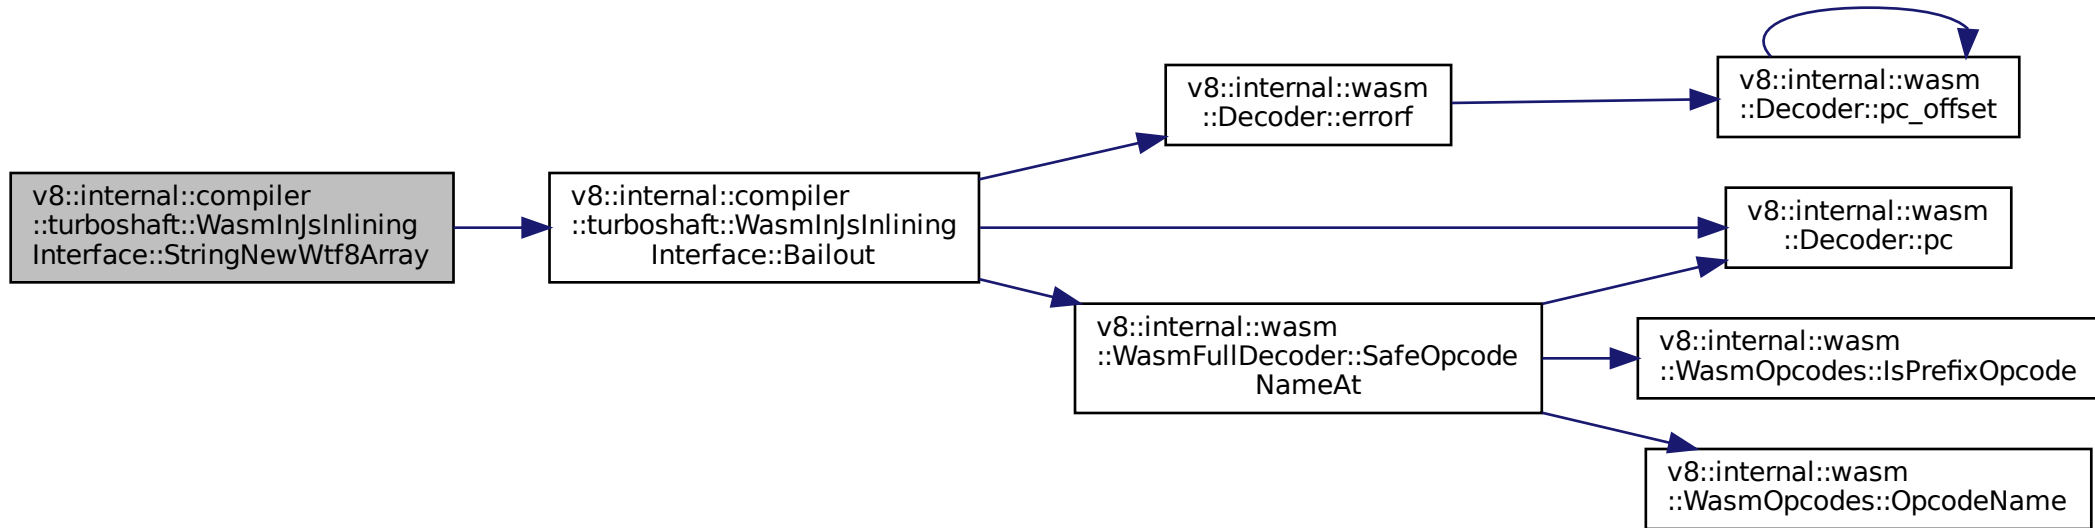 v8::internal::compiler
::turboshaft::WasmInJsInlining
Interface::StringNewWtf8Array
v8::internal::compiler
::turboshaft::WasmInJsInlining
Interface::Bailout
v8::internal::wasm
::Decoder::errorf
v8::internal::wasm
::Decoder::pc_offset
v8::internal::wasm
::Decoder::pc
v8::internal::wasm
::WasmFullDecoder::SafeOpcode
NameAt
v8::internal::wasm
::WasmOpcodes::IsPrefixOpcode
v8::internal::wasm
::WasmOpcodes::OpcodeName